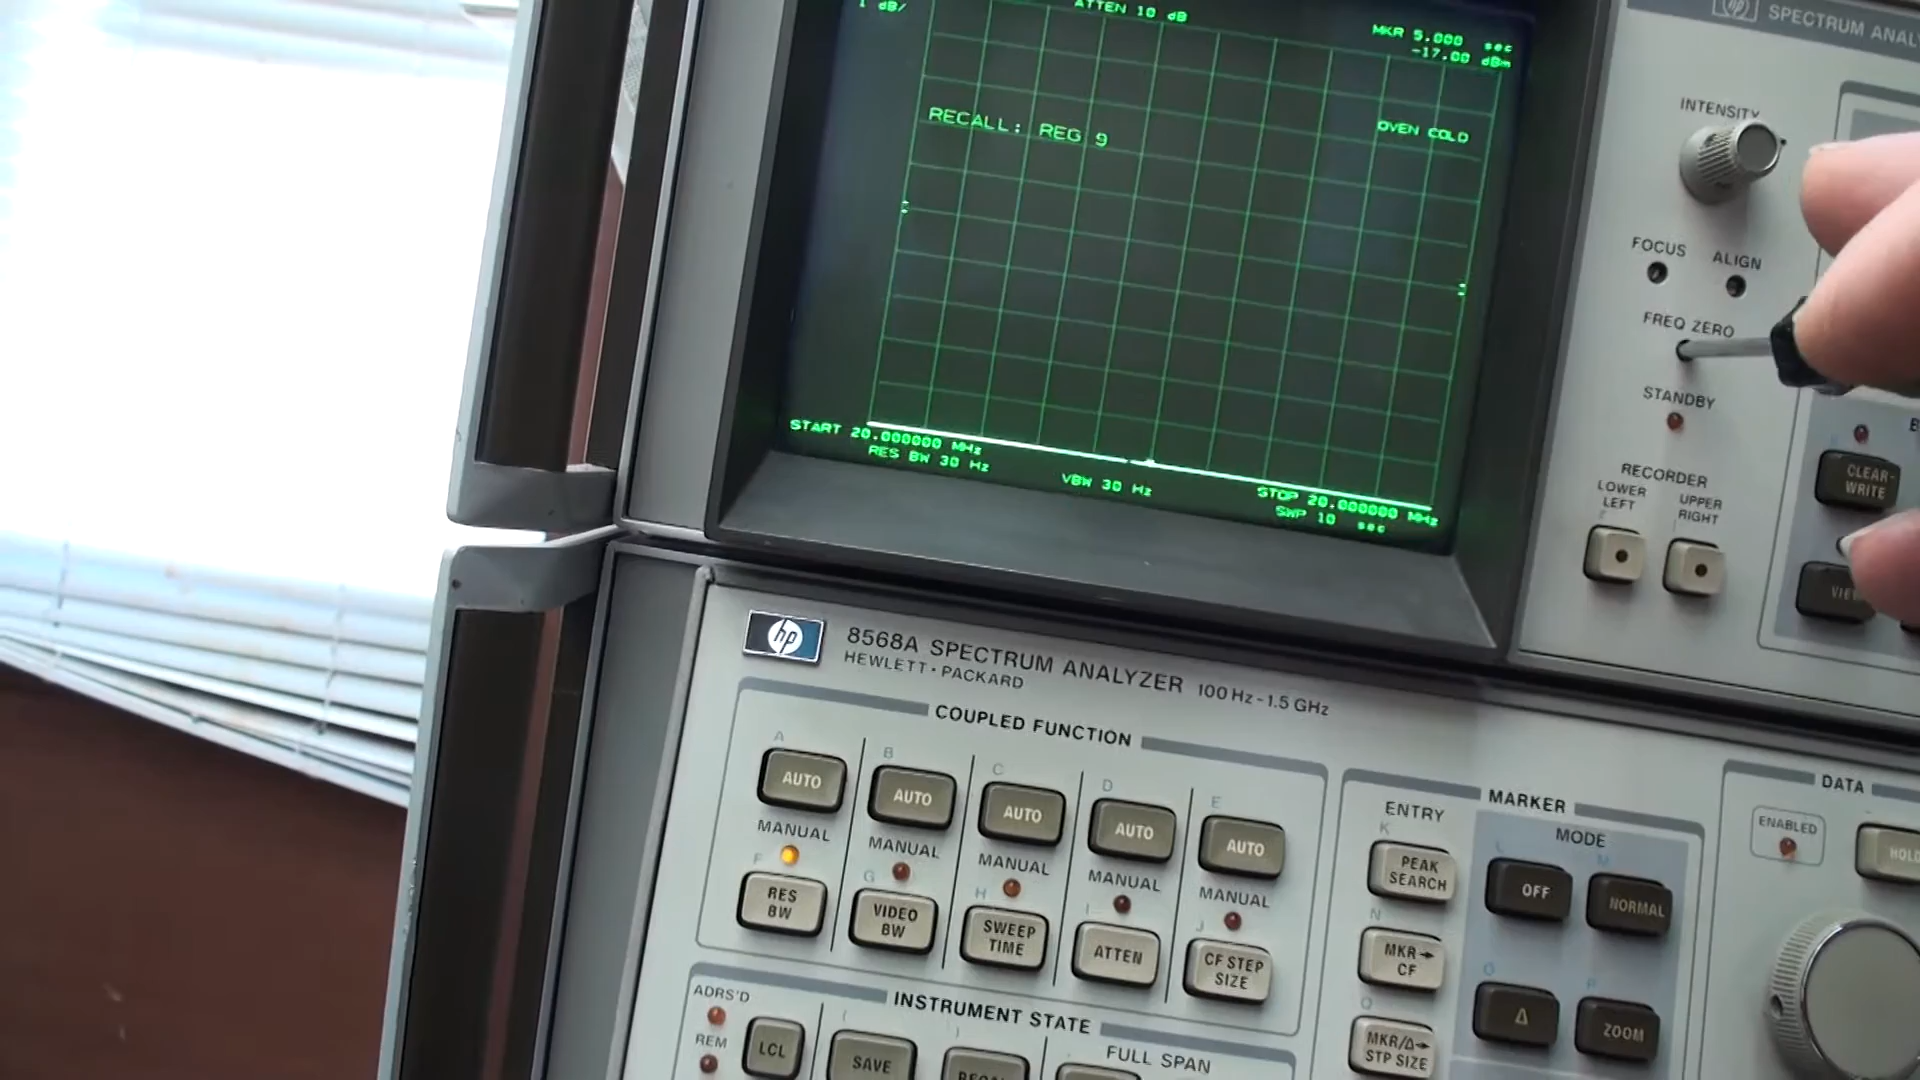 1 dB/
ATTEN 10 dB
MKR 5.000 sec
-17.00 dBm
RECALL: REG 9
OVEN COLD
START 20.000000 MHz
RES BW 30 Hz
VBW 30 Hz
STOP 20.000000 MHz
SWP 10 sec
hp
SPECTRUM ANALY
INTENSITY
FOCUS
ALIGN
FREQ ZERO
STANDBY
RECORDER
LOWER
LEFT
UPPER
RIGHT
CLEAR-
WRITE
hp
8568A SPECTRUM ANALYZER 100 Hz - 1.5 GHz
HEWLETT · PACKARD
COUPLED FUNCTION
A
AUTO
B
AUTO
C
AUTO
D
AUTO
E
AUTO
MANUAL
MANUAL
MANUAL
MANUAL
MANUAL
F
RES
BW
G
VIDEO
BW
H
SWEEP
TIME
I
ATTEN
J
CF STEP
SIZE
MARKER
ENTRY
MODE
K
PEAK
SEARCH
L
OFF
M
NORMAL
N
MKR→
CF
O
Δ
P
ZOOM
Q
MKR/Δ→
STP SIZE
DATA
ENABLED
HOLD
INSTRUMENT STATE
ADRS'D
REM
LCL
SAVE
FULL SPAN